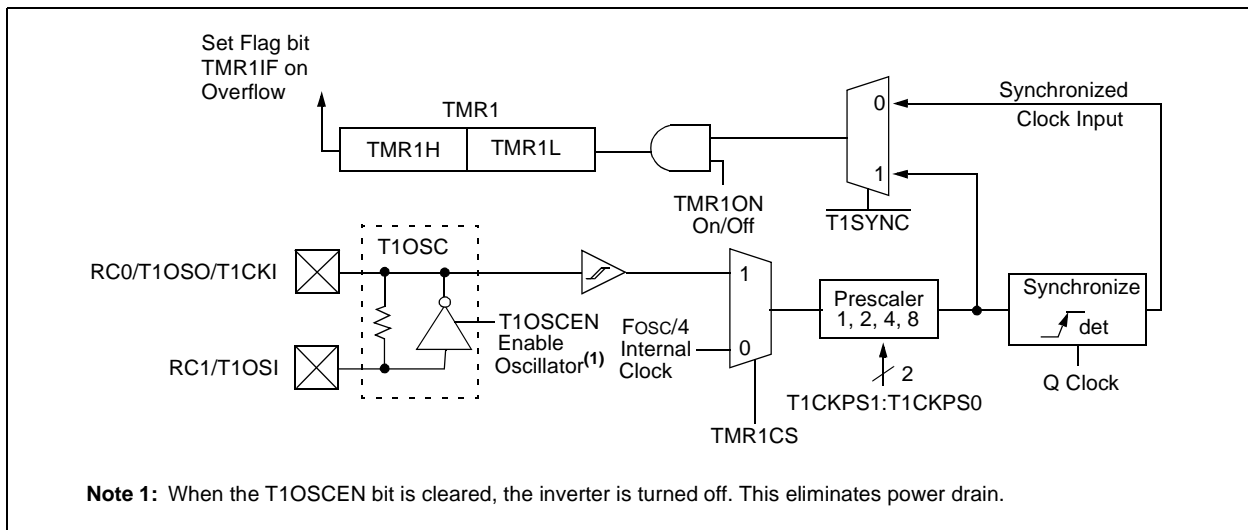 Set Flag bit
TMR1IF on
Overflow
TMR1
TMR1H
TMR1L
TMR1ON
On/Off
0
1
T1SYNC
Synchronized
Clock Input
T1OSC
RC0/T1OSO/T1CKI
RC1/T1OSI
T1OSCEN
Enable
Oscillator(1)
FOSC/4
Internal
Clock
1
0
TMR1CS
Prescaler
1, 2, 4, 8
2
T1CKPS1:T1CKPS0
Synchronize
det
Q Clock
Note 1: When the T1OSCEN bit is cleared, the inverter is turned off. This eliminates power drain.